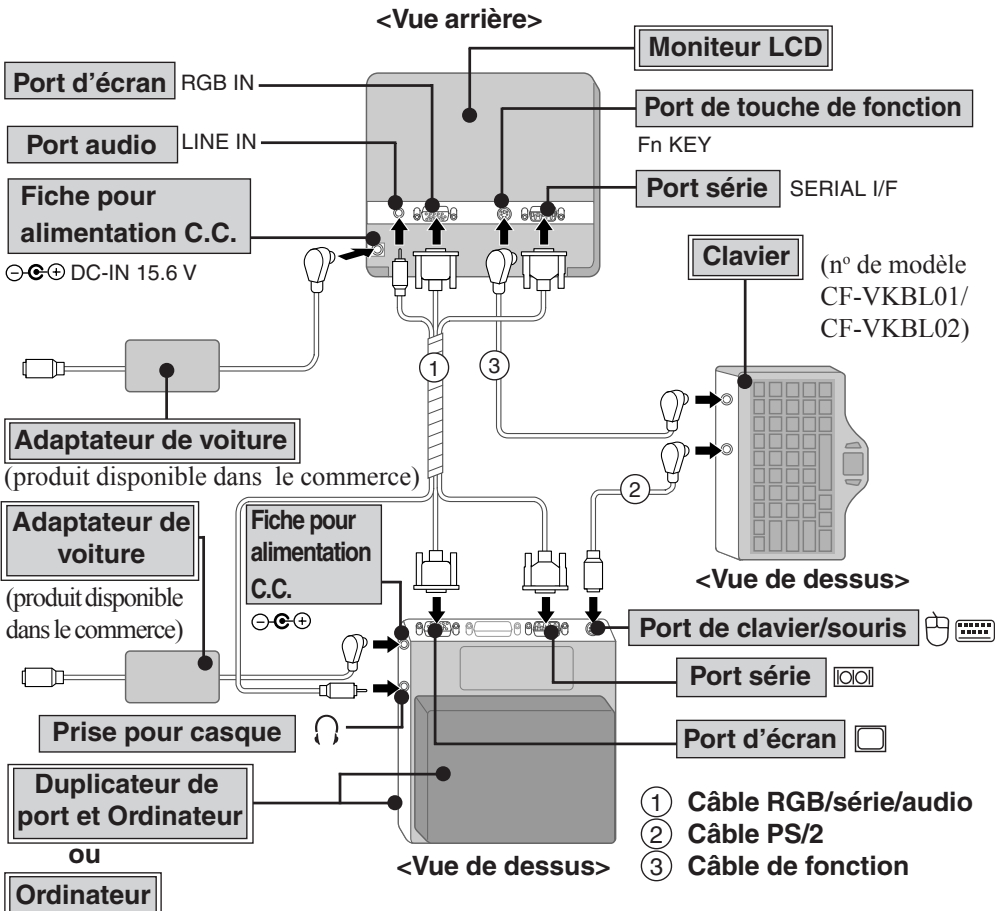 <Vue arrière>
Moniteur LCD
Port d'écran RGB IN
Port de touche de fonction
Fn KEY
Port audio LINE IN
Port série SERIAL I/F
Fiche pour
alimentation C.C.
DC-IN 15.6 V
Clavier
(nº de modèle
CF-VKBL01/
CF-VKBL02)
1
3
Adaptateur de voiture
(produit disponible dans le commerce)
2
Adaptateur de
voiture
(produit disponible
dans le commerce)
Fiche pour
alimentation
C.C.
<Vue de dessus>
Port de clavier/souris
Port série
Prise pour casque
Port d'écran
Duplicateur de
port et Ordinateur
ou
Ordinateur
<Vue de dessus>
1 Câble RGB/série/audio
2 Câble PS/2
3 Câble de fonction